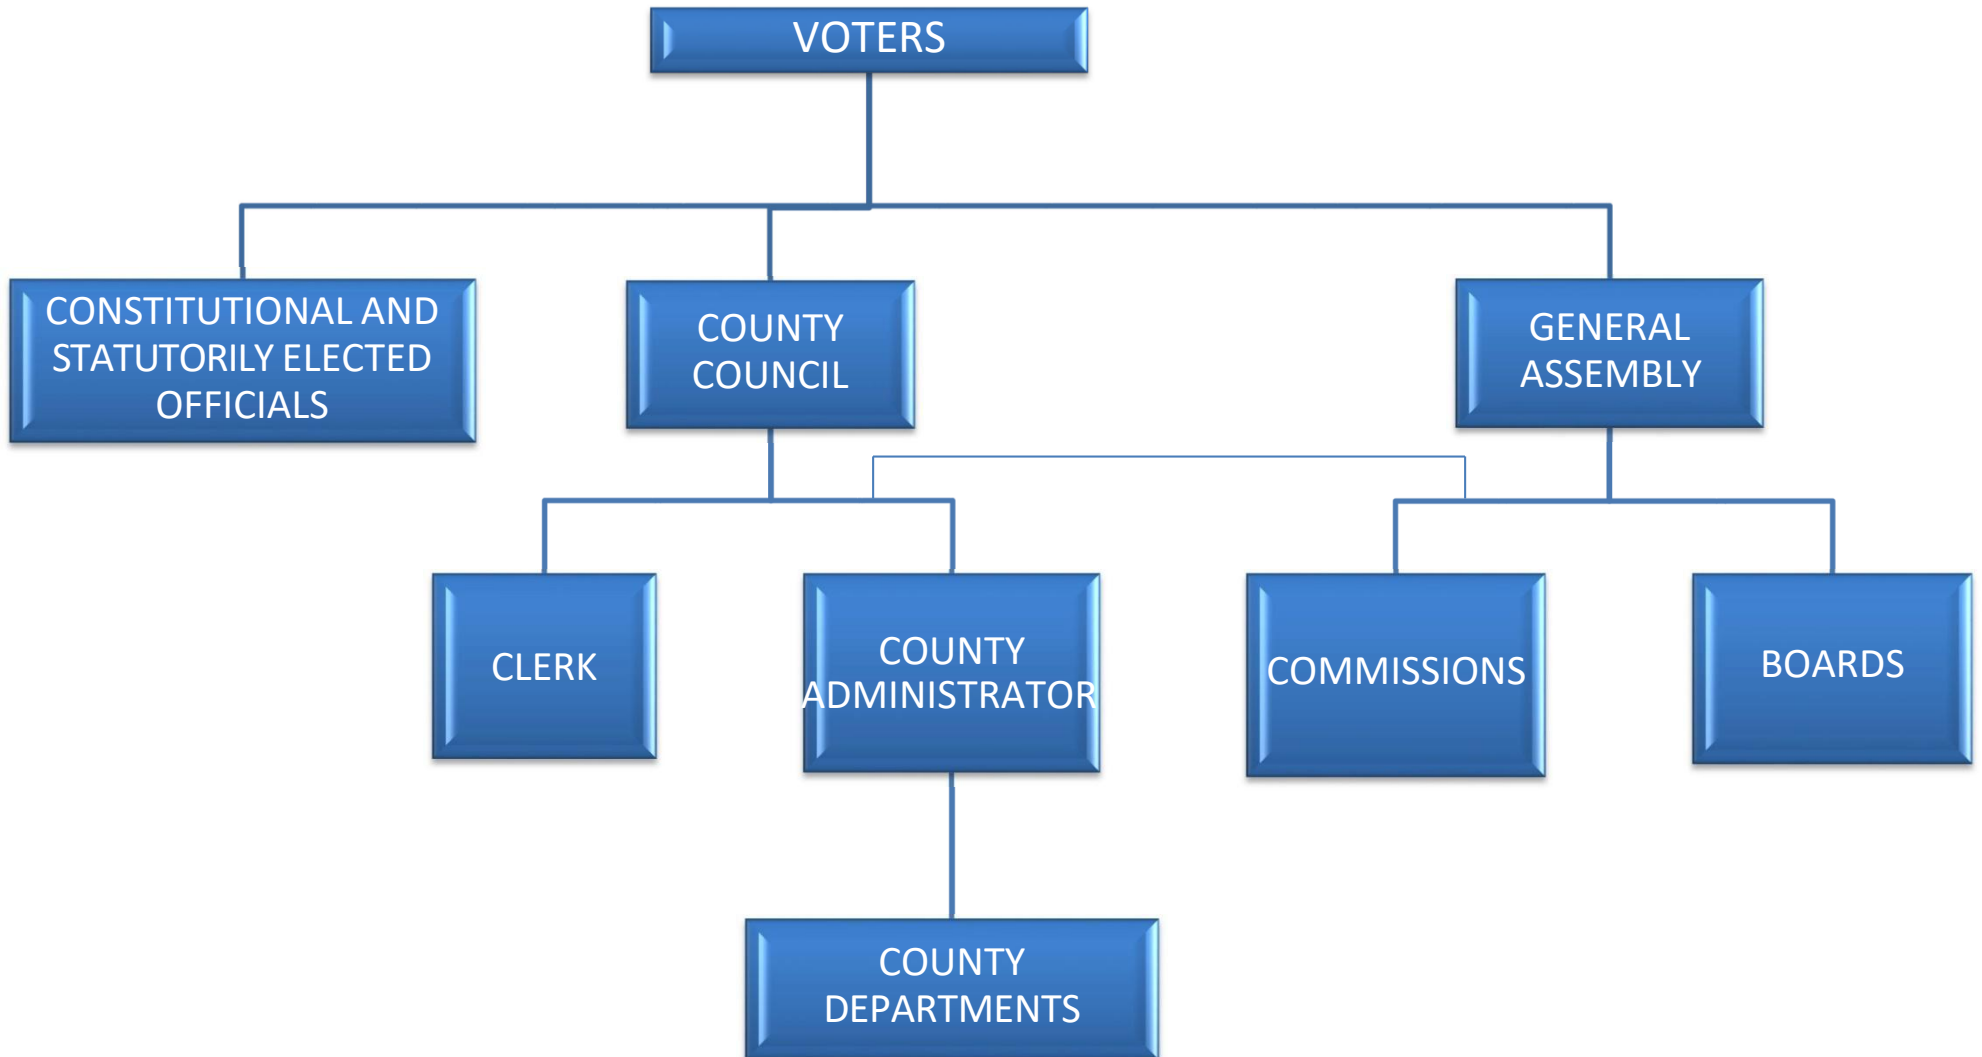 VOTERS
CONSTITUTIONAL AND
STATUTORILY ELECTED
OFFICIALS
COUNTY
COUNCIL
GENERAL
ASSEMBLY
CLERK
COUNTY
ADMINISTRATOR
COMMISSIONS
BOARDS
COUNTY
DEPARTMENTS